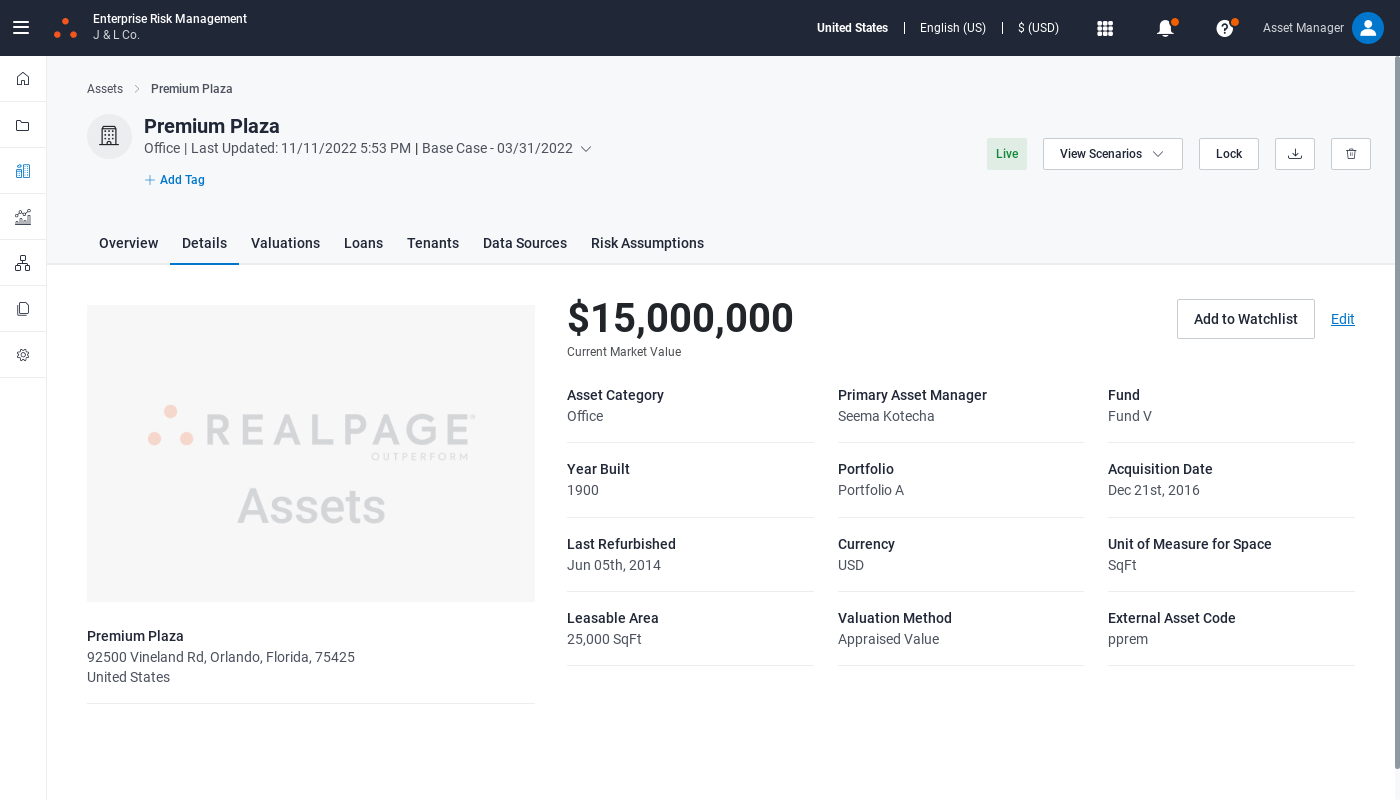 Enterprise Risk Management
J & L Co.
United States | English (US) | $ (USD)
Asset Manager
Assets > Premium Plaza
Premium Plaza
Office | Last Updated: 11/11/2022 5:53 PM | Base Case - 03/31/2022
Add Tag
Live
View Scenarios
Lock
Overview Details Valuations Loans Tenants Data Sources Risk Assumptions
REALPAGE®
OUTPERFORM
Assets
Premium Plaza
92500 Vineland Rd, Orlando, Florida, 75425
United States
$15,000,000
Current Market Value
Add to Watchlist
Edit
Asset Category
Office
Primary Asset Manager
Seema Kotecha
Fund
Fund V
Year Built
1900
Portfolio
Portfolio A
Acquisition Date
Dec 21st, 2016
Last Refurbished
Jun 05th, 2014
Currency
USD
Unit of Measure for Space
SqFt
Leasable Area
25,000 SqFt
Valuation Method
Appraised Value
External Asset Code
pprem